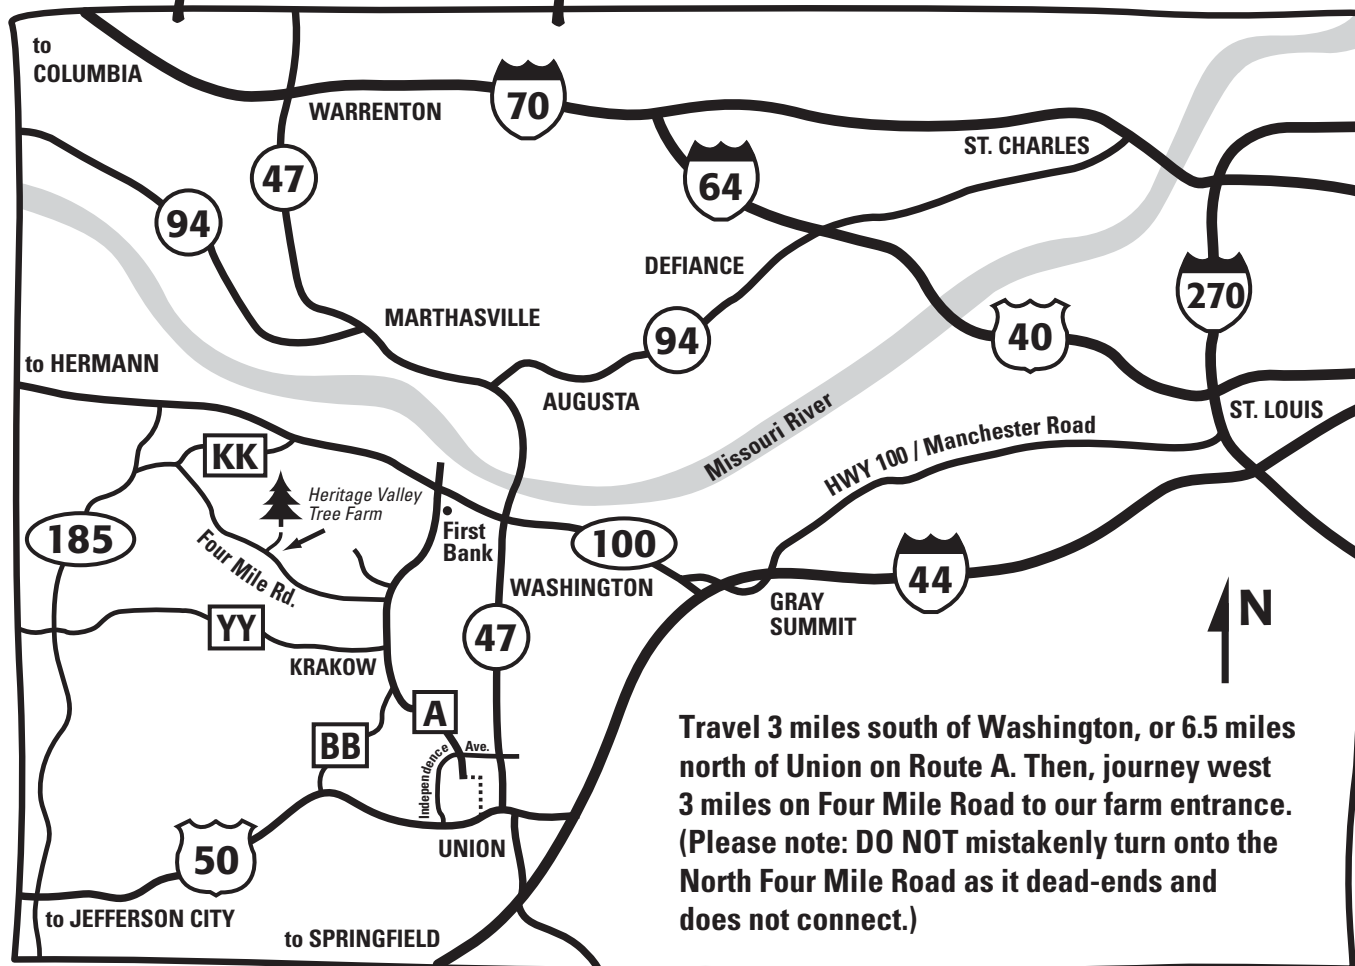 to
COLUMBIA
WARRENTON
70
ST. CHARLES
47
64
94
DEFIANCE
270
MARTHASVILLE
94
40
to HERMANN
AUGUSTA
ST. LOUIS
Missouri River
HWY 100 / Manchester Road
KK
Heritage Valley
Tree Farm
First
Bank
185
100
Four Mile Rd.
WASHINGTON
44
GRAY
SUMMIT
N
YY
47
KRAKOW
A
BB
Independence Ave.
50
UNION
to JEFFERSON CITY
to SPRINGFIELD
Travel 3 miles south of Washington, or 6.5 miles
north of Union on Route A. Then, journey west
3 miles on Four Mile Road to our farm entrance.
(Please note: DO NOT mistakenly turn onto the
North Four Mile Road as it dead-ends and
does not connect.)